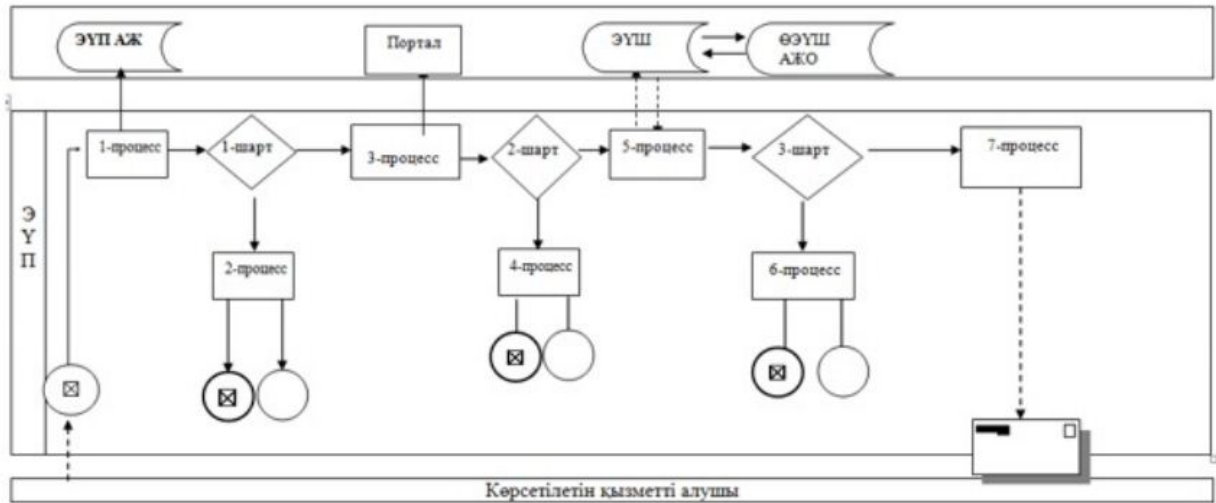 ЭҮП АЖ
Портал
ЭҮШ
ӨЭҮШ
АЖО
1-процесс
1-шарт
3-процесс
2-шарт
5-процесс
3-шарт
7-процесс
Э
Ү
П
2-процесс
4-процесс
6-процесс
Көрсетілетін қызметті алушы